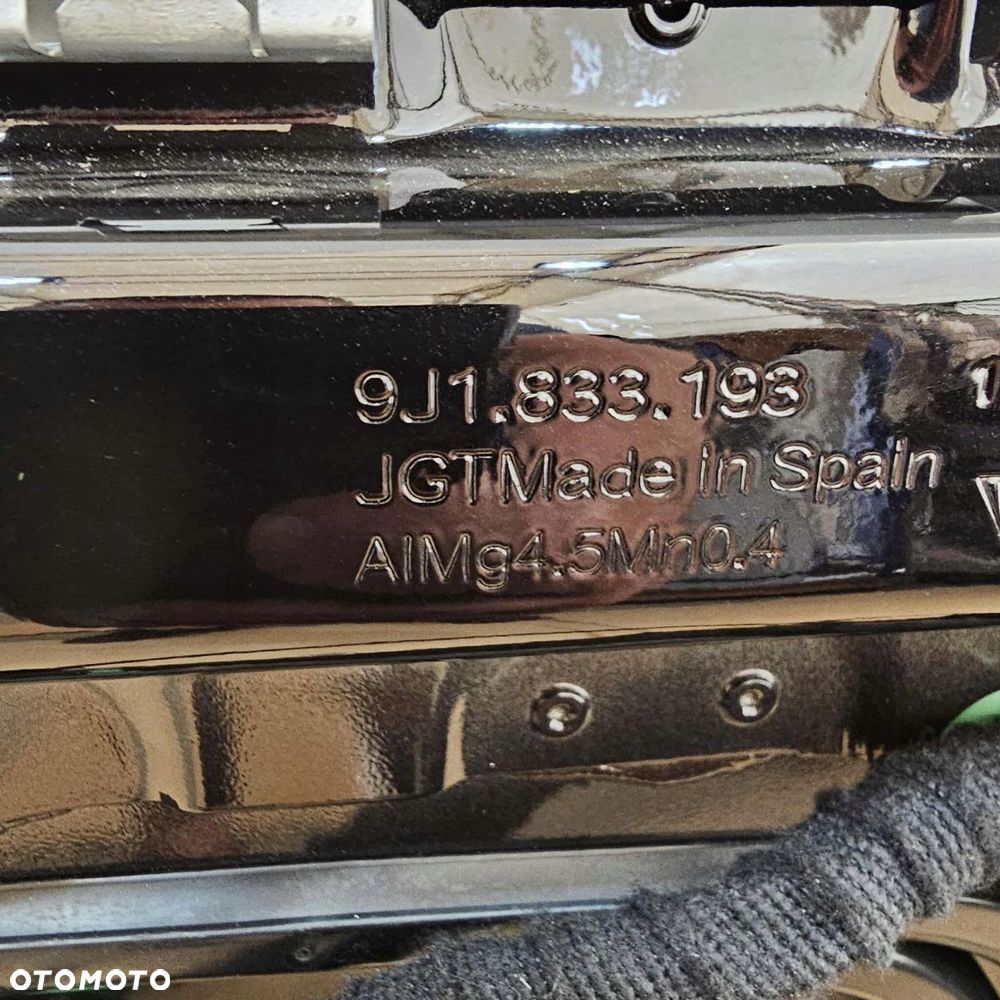 9J1.833.193
JGTMade in Spain
AlMg4.5Mn0.4
OTOMOTO